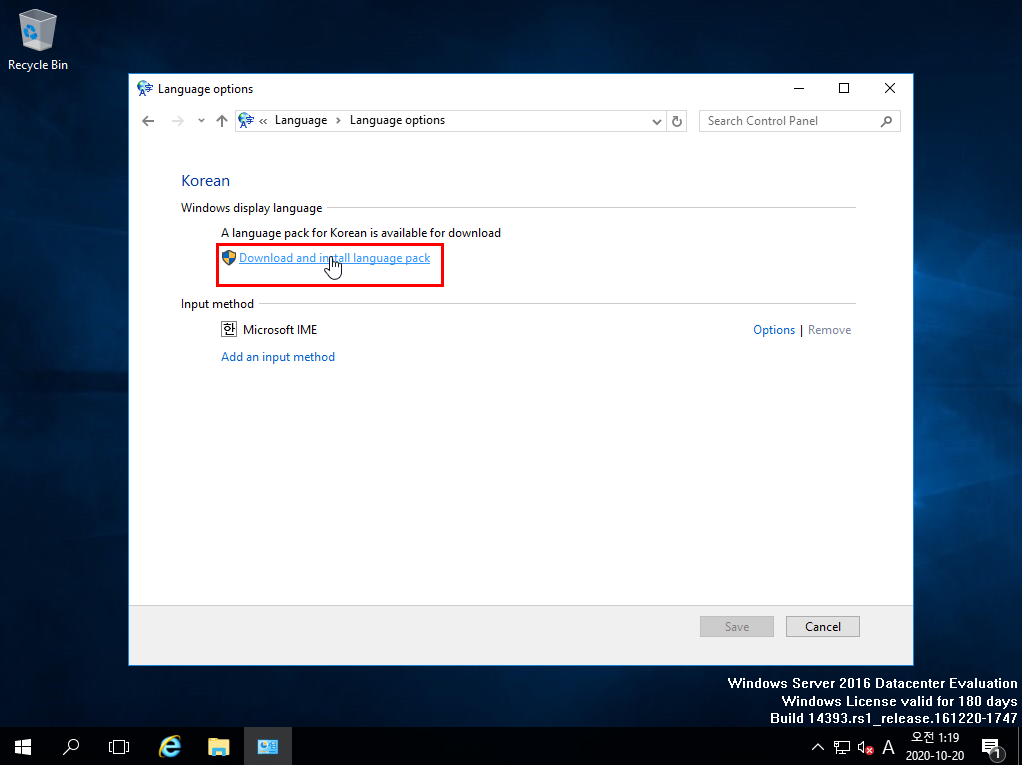 Recycle Bin
Language options
« Language › Language options
Search Control Panel
Korean
Windows display language
A language pack for Korean is available for download
Download and install language pack
Input method
한 Microsoft IME
Options | Remove
Add an input method
Save
Cancel
Windows Server 2016 Datacenter Evaluation
Windows License valid for 180 days
Build 14393.rs1_release.161220-1747
A
오전 1:19
2020-10-20
1